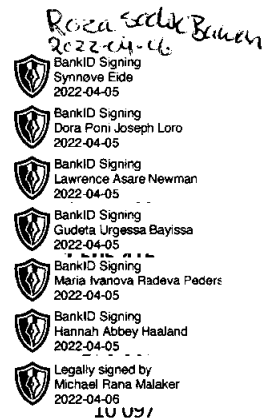 Roza Sadik Bakan
2022-04-06
BankID Signing
Synnøve Eide
2022-04-05
BankID Signing
Dora Poni Joseph Loro
2022-04-05
BankID Signing
Lawrence Asare Newman
2022-04-05
BankID Signing
Gudeta Urgessa Bayissa
2022-04-05
BankID Signing
Maria Ivanova Radeva Peders
2022-04-05
BankID Signing
Hannah Abbey Haaland
2022-04-05
Legally signed by
Michael Rana Malaker
2022-04-06
10 097